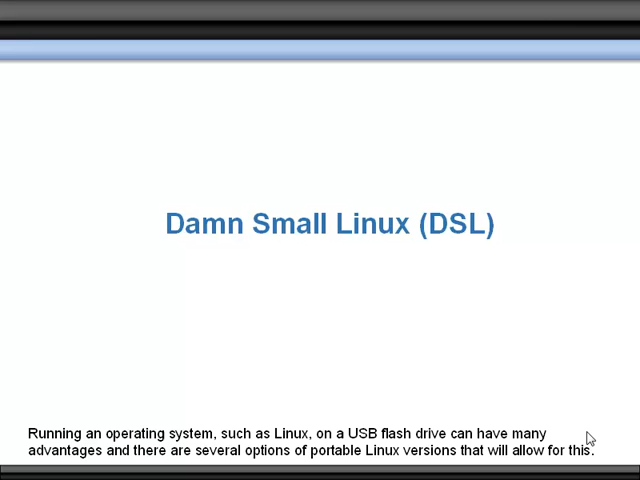 Damn Small Linux (DSL)
Running an operating system, such as Linux, on a USB flash drive can have many
advantages and there are several options of portable Linux versions that will allow for this.